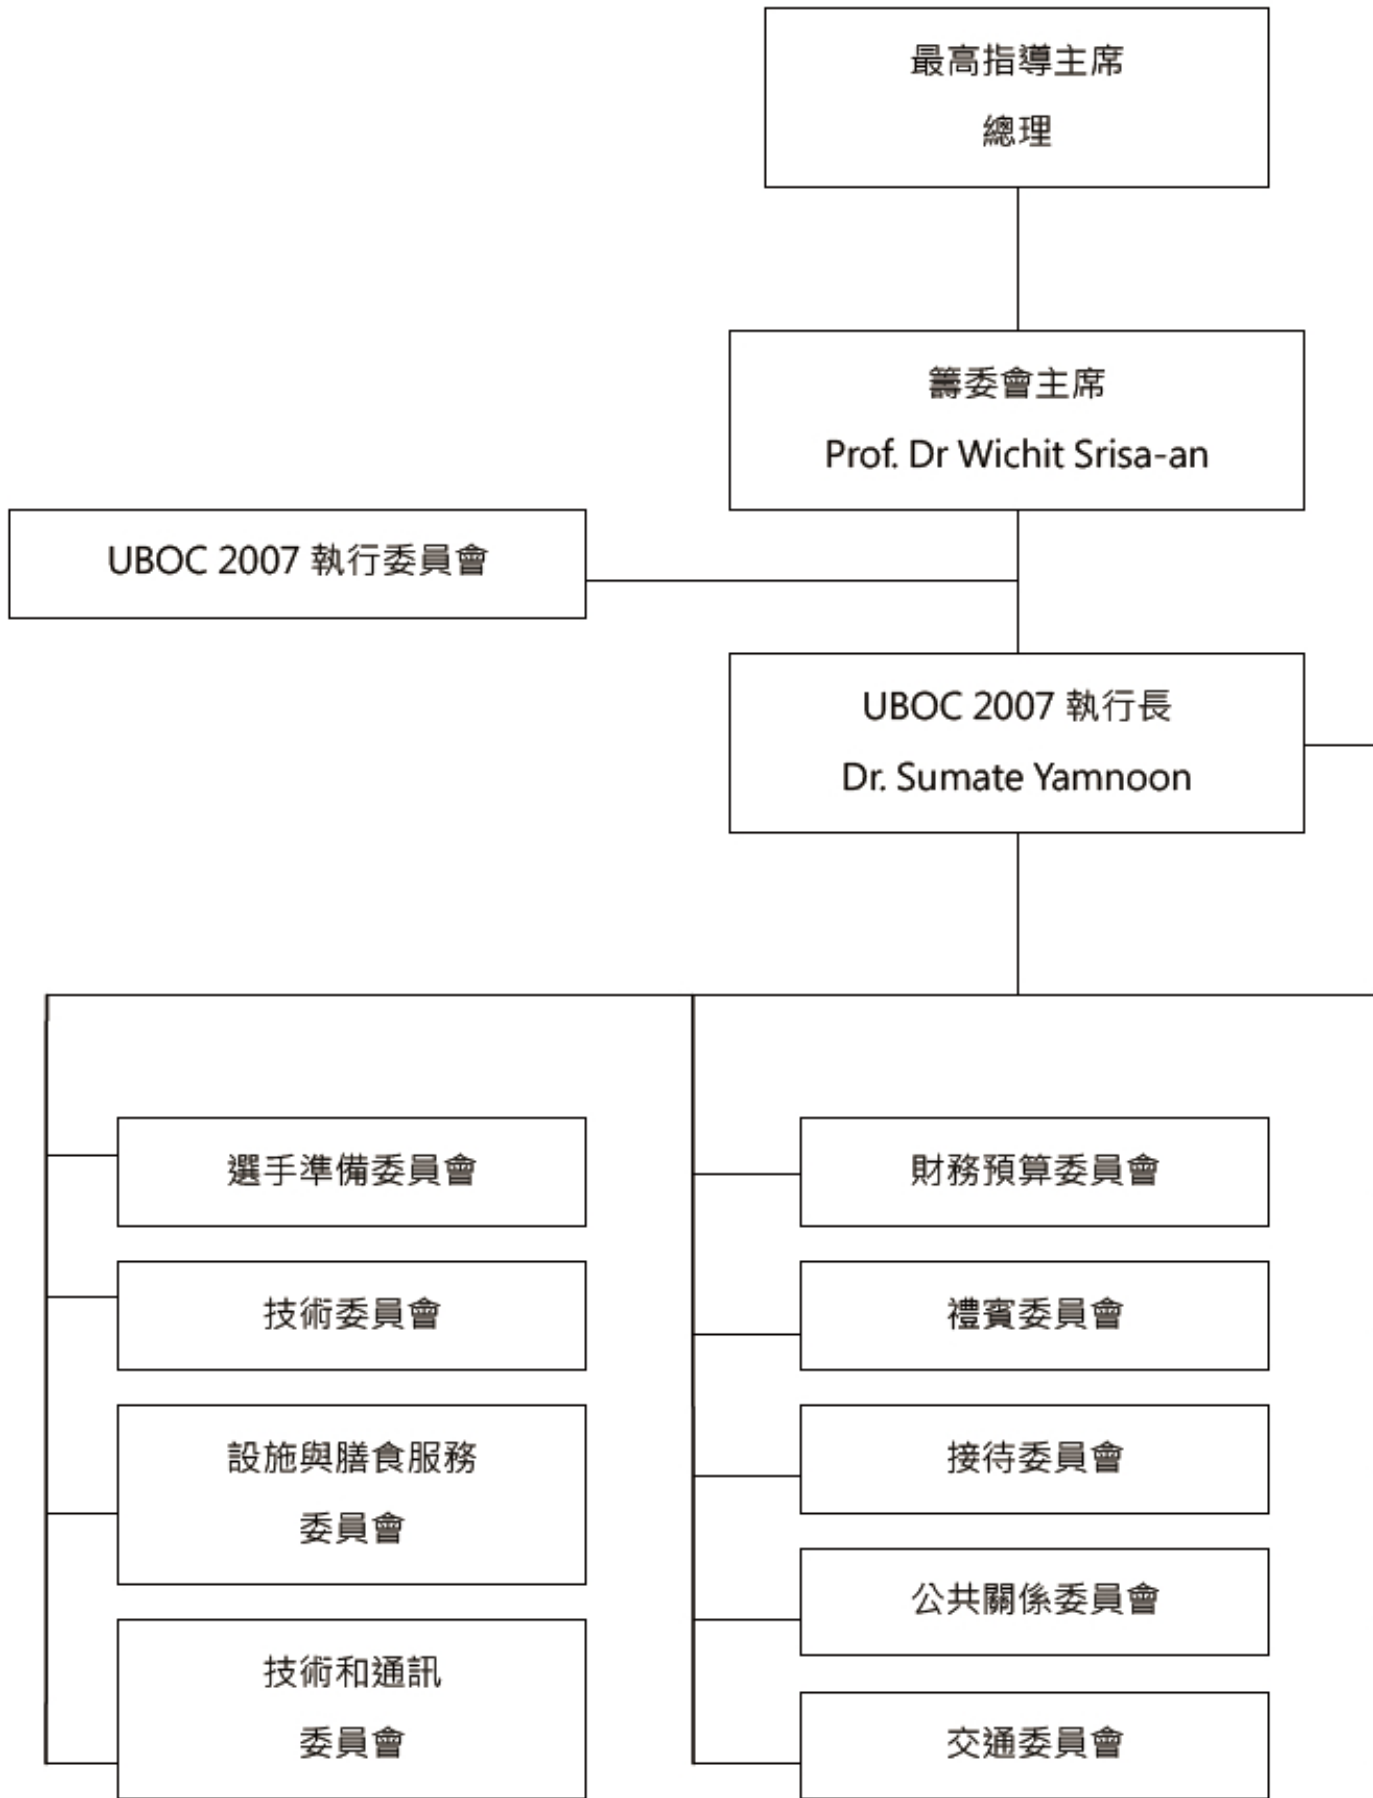 最高指導主席
總理
籌委會主席
Prof. Dr Wichit Srisa-an
UBOC 2007 執行委員會
UBOC 2007 執行長
Dr. Sumate Yamnoon
選手準備委員會
技術委員會
設施與膳食服務
委員會
技術和通訊
委員會
財務預算委員會
禮賓委員會
接待委員會
公共關係委員會
交通委員會